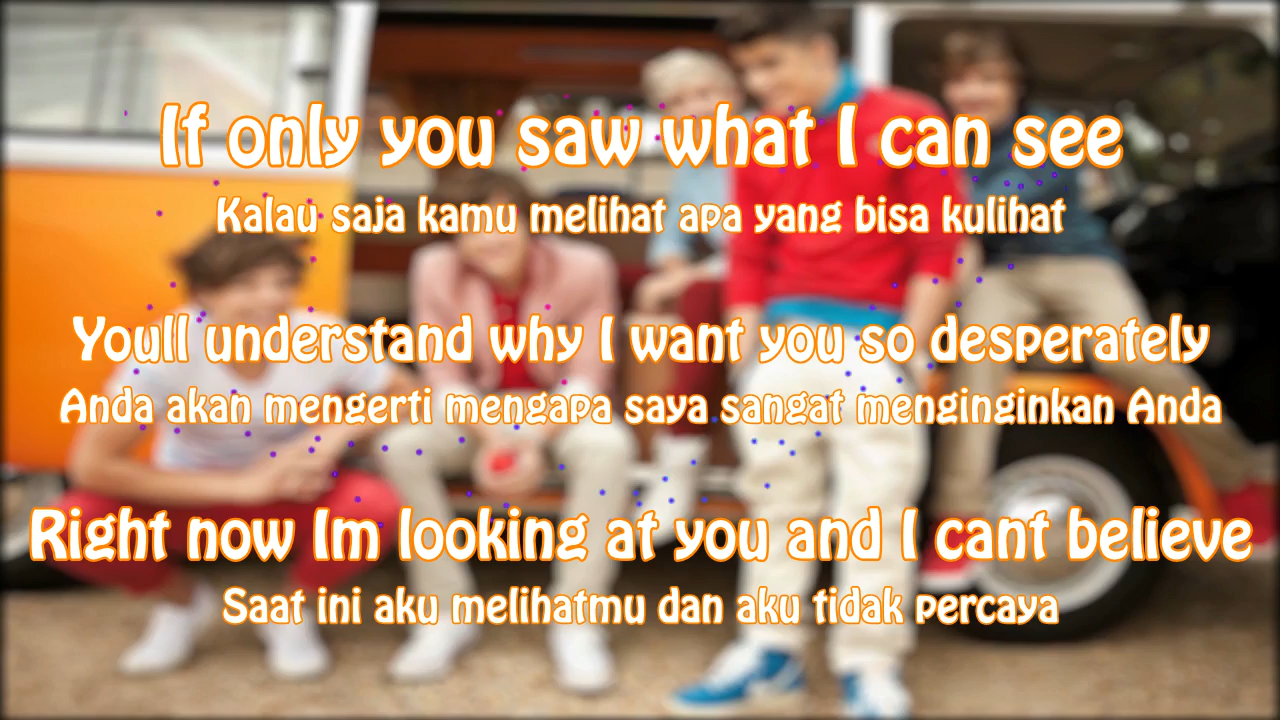 If only you saw what I can see
Kalau saja kamu melihat apa yang bisa kulihat
Youll understand why I want you so desperately
Anda akan mengerti mengapa saya sangat menginginkan Anda
Right now Im looking at you and I cant believe
Saat ini aku melihatmu dan aku tidak percaya